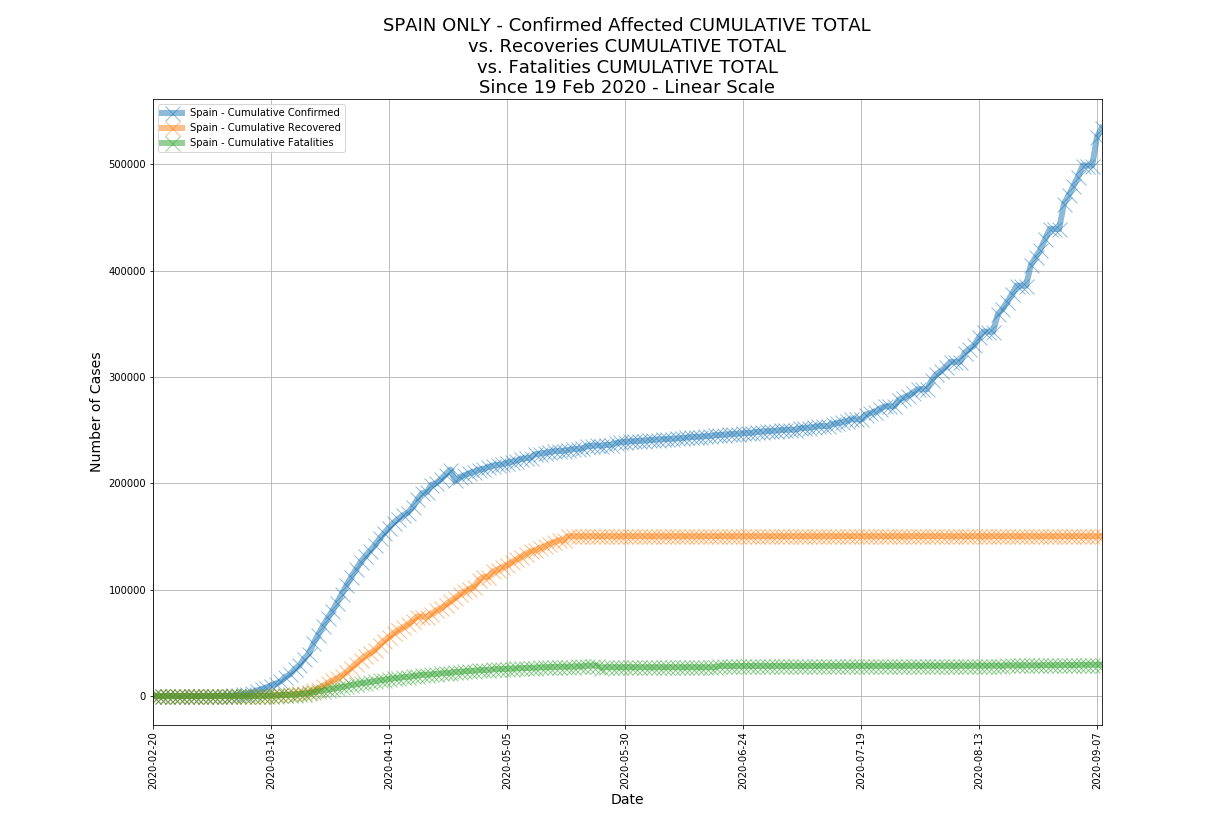 SPAIN ONLY - Confirmed Affected CUMULATIVE TOTAL
vs. Recoveries CUMULATIVE TOTAL
vs. Fatalities CUMULATIVE TOTAL
Since 19 Feb 2020 - Linear Scale
Spain - Cumulative Confirmed
Spain - Cumulative Recovered
Spain - Cumulative Fatalities
500000
400000
300000
200000
100000
0
Number of Cases
2020-02-20
2020-03-16
2020-04-10
2020-05-05
2020-05-30
2020-06-24
2020-07-19
2020-08-13
2020-09-07
Date